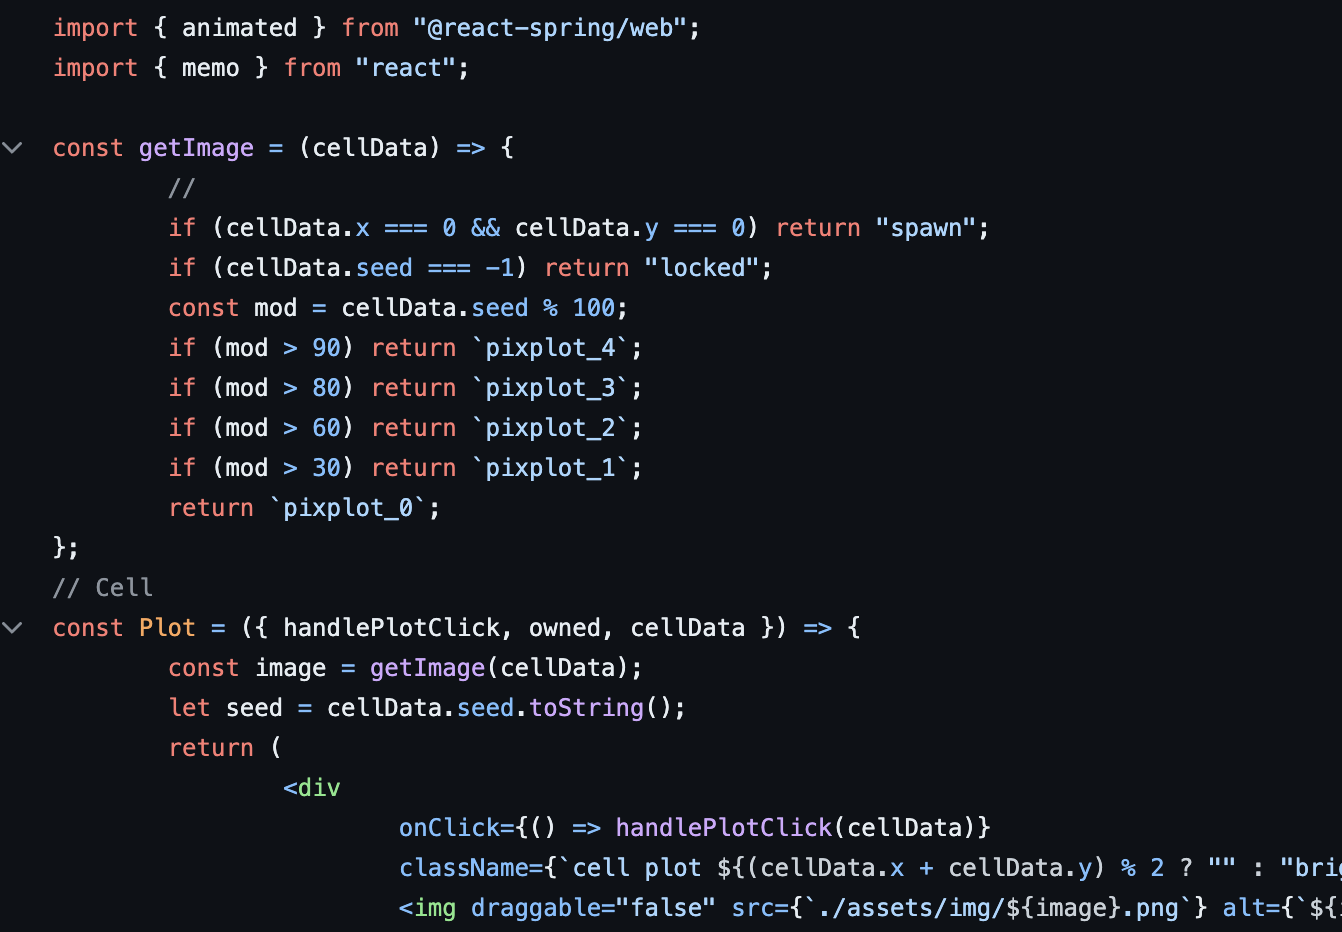 import { animated } from "@react-spring/web";
import { memo } from "react";
const getImage = (cellData) => {
//
if (cellData.x === 0 && cellData.y === 0) return "spawn";
if (cellData.seed === -1) return "locked";
const mod = cellData.seed % 100;
if (mod > 90) return `pixplot_4`;
if (mod > 80) return `pixplot_3`;
if (mod > 60) return `pixplot_2`;
if (mod > 30) return `pixplot_1`;
return `pixplot_0`;
};
// Cell
const Plot = ({ handlePlotClick, owned, cellData }) => {
const image = getImage(cellData);
let seed = cellData.seed.toString();
return (
<div
onClick={() => handlePlotClick(cellData)}
className={`cell plot ${(cellData.x + cellData.y) % 2 ? "" : "bri
<img draggable="false" src={`./assets/img/${image}.png`} alt={`${